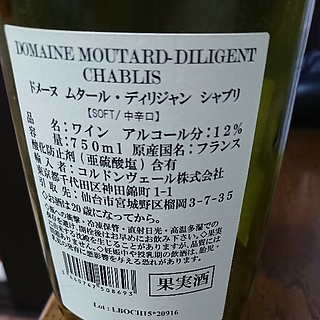 DOMAINE MOUTARD-DILIGENT
CHABLIS
ドメーヌ ムタール・ディリジャン シャブリ
【SOFT/中辛口】
品名：ワイン アルコール分：12%
容量：750ml 原産国名：フランス
酸化防止剤（亜硫酸塩）含有
輸入者：コルドンヴェール株式会社
東京都千代田区神田錦町1-1
引取先：仙台市宮城野区榴岡3-7-35
◇お酒は20歳になってから。
果実酒
Lot : LBOCH15*20916